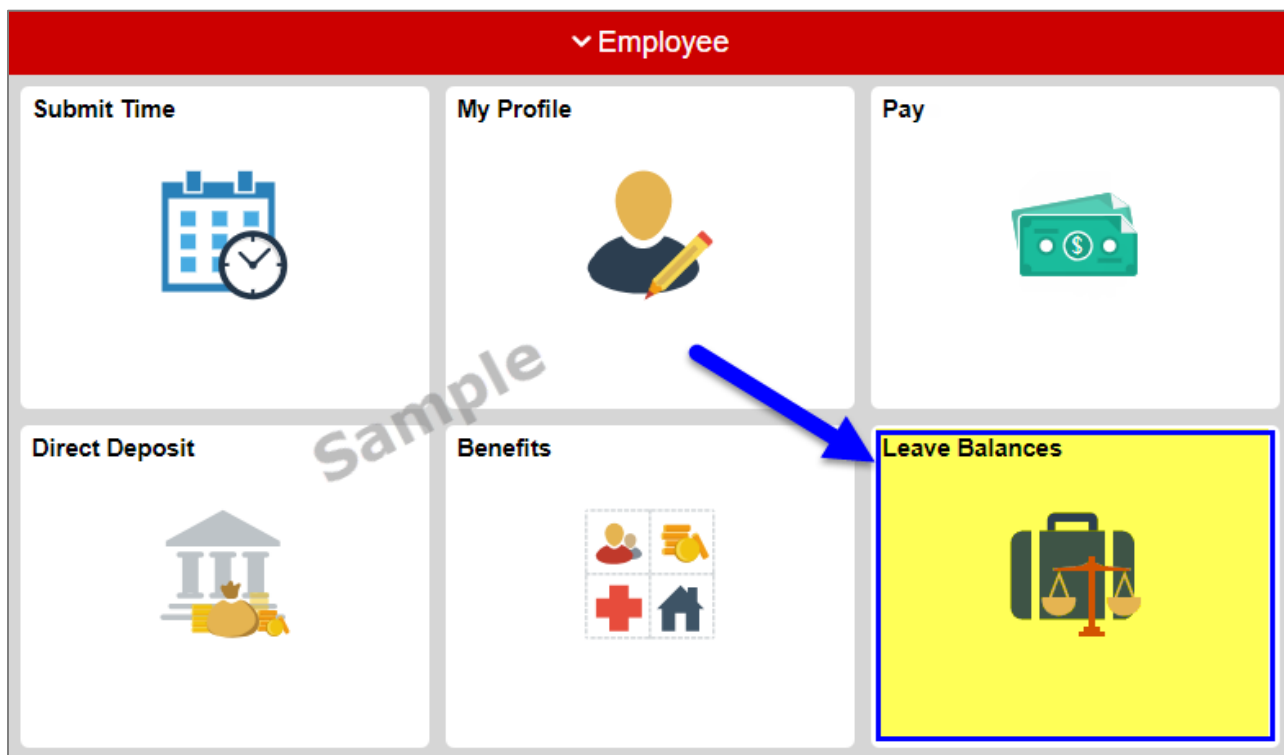 Employee
Submit Time
My Profile
Pay
$
Sample
Direct Deposit
Benefits
Leave Balances